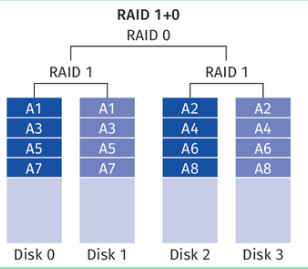 RAID 1+0
RAID 0
RAID 1 RAID 1
A1 A1 A2 A2
A3 A3 A4 A4
A5 A5 A6 A6
A7 A7 A8 A8
Disk 0 Disk 1 Disk 2 Disk 3